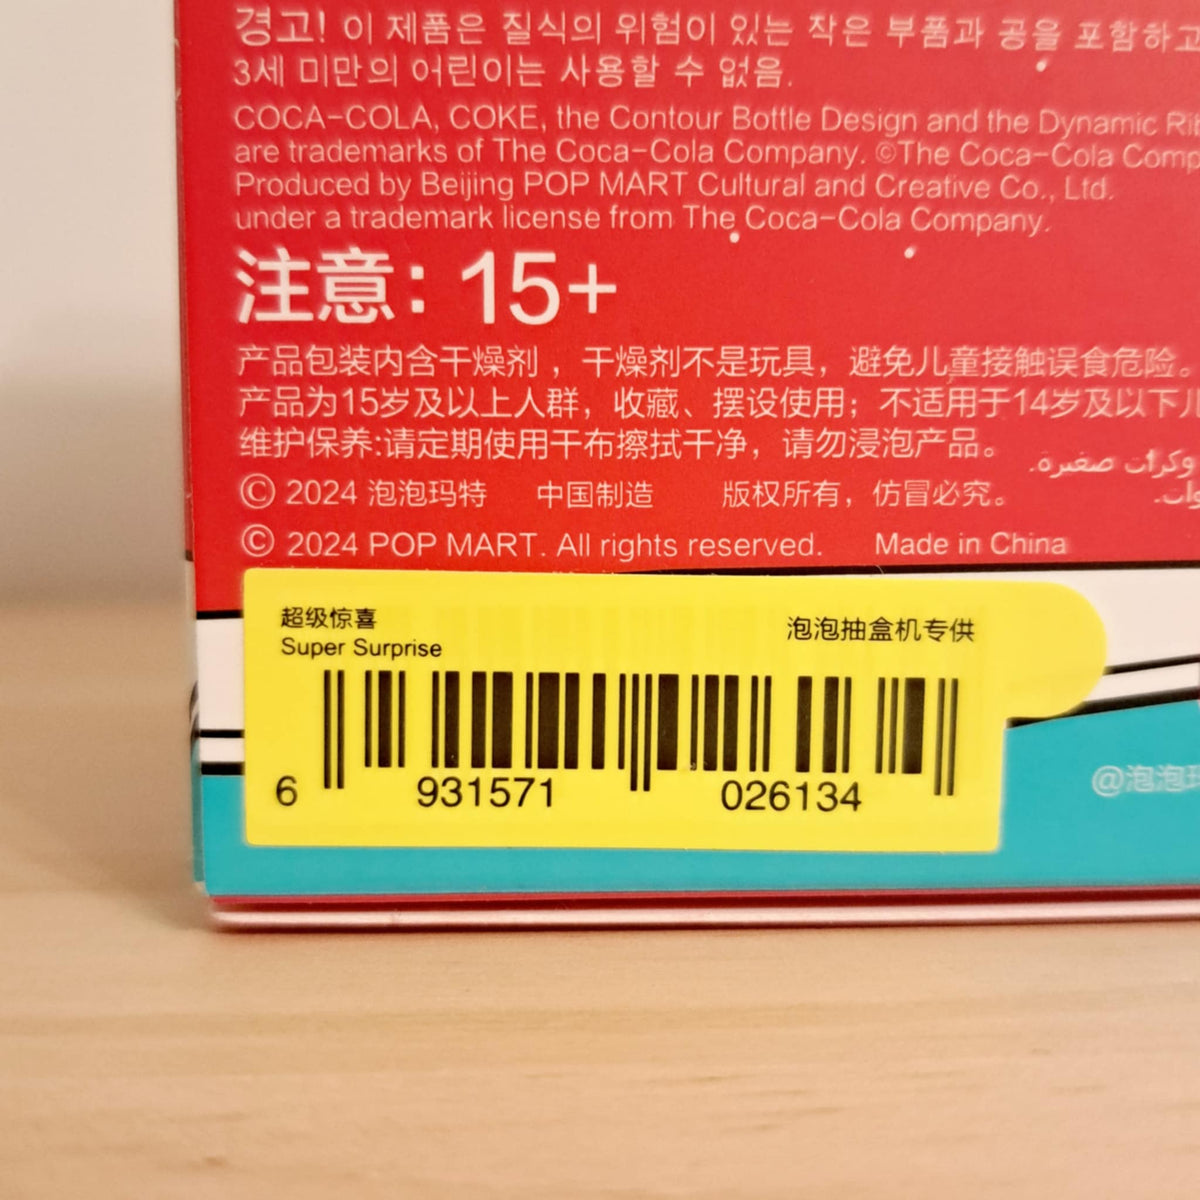 경고! 이 제품은 질식의 위험이 있는 작은 부품과 공을 포함하고
3세 미만의 어린이는 사용할 수 없음.
COCA-COLA, COKE, the Contour Bottle Design and the Dynamic
are trademarks of The Coca-Cola Company. ©The Coca-Cola
Produced by Beijing POP MART Cultural and Creative Co., Ltd.
under a trademark license from The Coca-Cola Company.
注意: 15+
产品包装内含干燥剂，干燥剂不是玩具，避免儿童接触误食危险。
产品为15岁及以上人群，收藏、摆设使用；不适用于14岁及以下
维护保养:请定期使用干布擦拭干净，请勿浸泡产品。
وكرات صغيرة.
© 2024 泡泡玛特 中国制造 版权所有，仿冒必究。
© 2024 POP MART. All rights reserved. Made in China
超级惊喜
Super Surprise
泡泡抽盒机专供
6 931571 026134
@泡泡